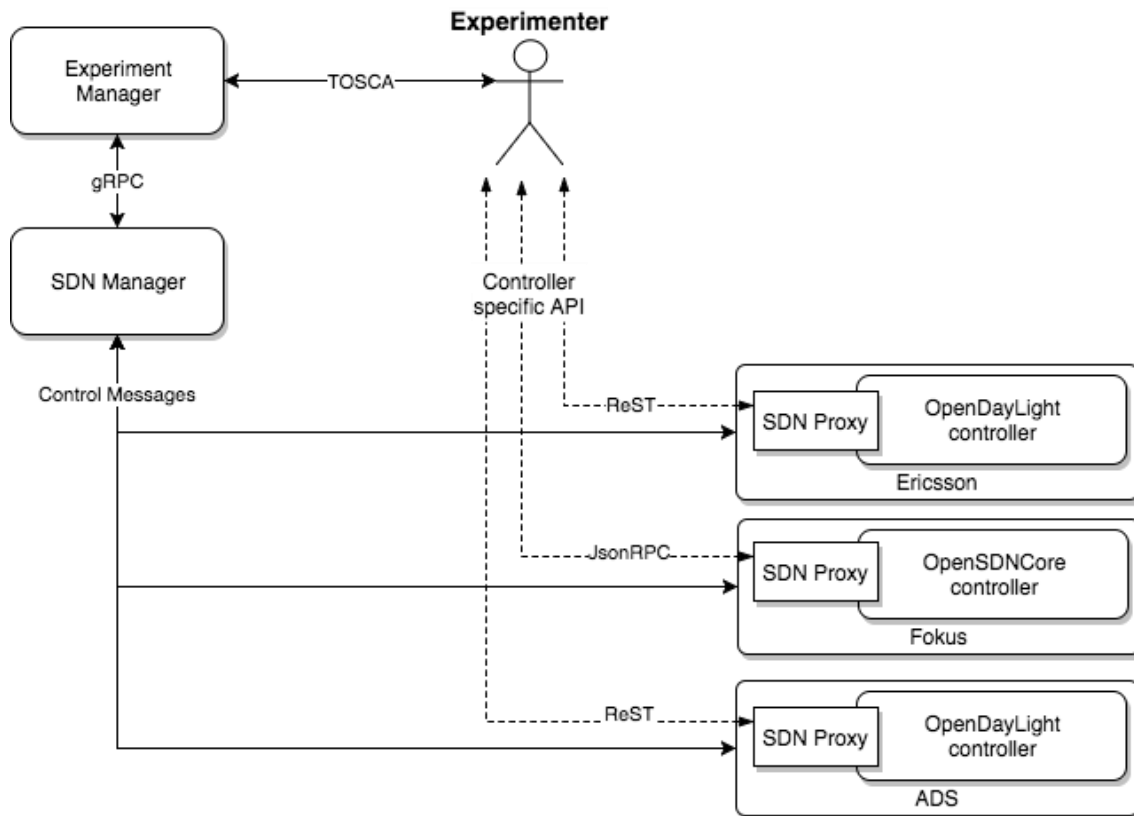 Experimenter
Experiment
Manager
TOSCA
gRPC
SDN Manager
Controller
specific API
Control Messages
ReST
SDN Proxy
OpenDayLight
controller
Ericsson
JsonRPC
SDN Proxy
OpenSDNCore
controller
Fokus
ReST
SDN Proxy
OpenDayLight
controller
ADS